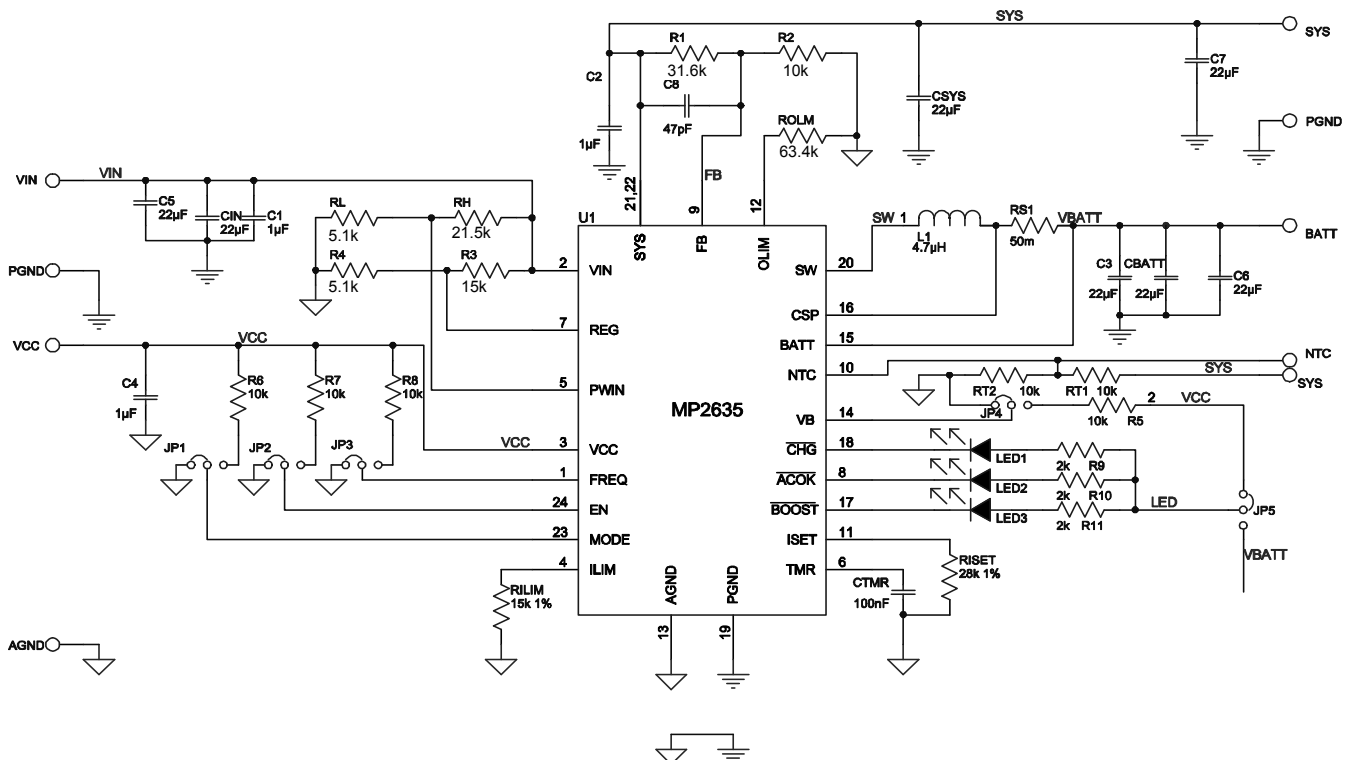 SYS
SYS
R1
31.6k
R2
10k
C2
1µF
C8
47pF
CSYS
22µF
C7
22µF
ROLM
63.4k
PGND
VIN
VIN
C5
22µF
CIN
22µF
C1
1µF
RL
5.1k
RH
21.5k
R4
5.1k
R3
15k
PGND
VCC
VCC
C4
1µF
R6
10k
R7
10k
R8
10k
JP1
JP2
JP3
VCC
U1
21,22
9
FB
12
SYS
FB
OLIM
2
VIN
7
REG
5
PWIN
3
VCC
1
FREQ
24
EN
23
MODE
4
ILIM
MP2635
SW
20
CSP
16
BATT
15
NTC
10
VB
14
CHG
18
ACOK
8
BOOST
17
ISET
11
TMR
6
AGND
PGND
13
19
SW 1
L1
4.7µH
RS1
50m
VBATT
BATT
C3
22µF
CBATT
22µF
C6
22µF
NTC
SYS
SYS
RT2
10k
RT1
10k
JP4
10k
R5
2
VCC
LED1
2k
R9
LED2
2k
R10
LED3
2k
R11
LED
JP5
VBATT
RISET
28k 1%
CTMR
100nF
RILIM
15k 1%
AGND